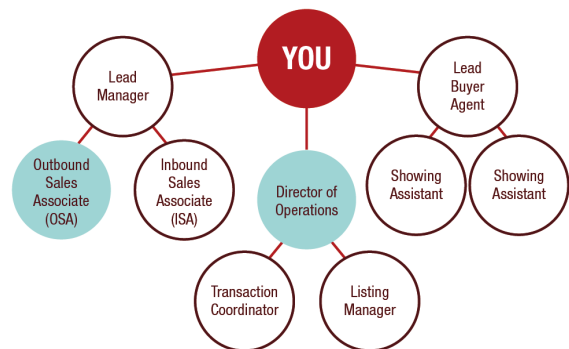 YOU
Lead
Manager
Lead
Buyer
Agent
Outbound
Sales
Associate
(OSA)
Inbound
Sales
Associate
(ISA)
Director of
Operations
Showing
Assistant
Showing
Assistant
Transaction
Coordinator
Listing
Manager